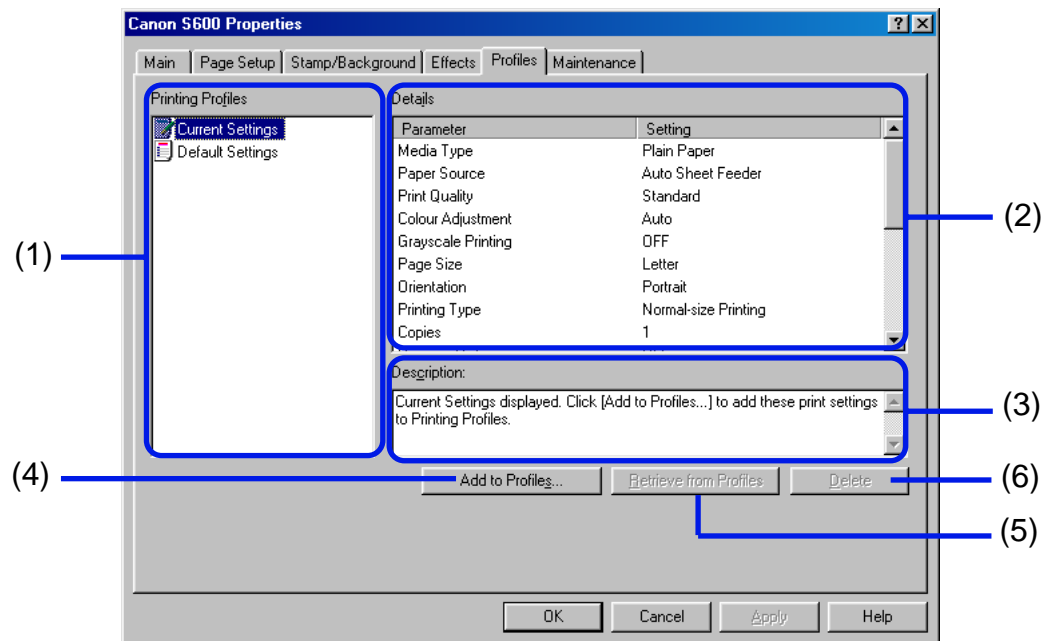 Canon S600 Properties
Main Page Setup Stamp/Background Effects Profiles Maintenance
Printing Profiles Details
Current Settings Parameter Setting
Default Settings Media Type Plain Paper
Paper Source Auto Sheet Feeder
Print Quality Standard
(2)
Colour Adjustment Auto
Grayscale Printing OFF
(1)
Page Size Letter
Orientation Portrait
Printing Type Normal-size Printing
Copies 1
Description:
Current Settings displayed. Click [Add to Profiles...] to add these print settings
to Printing Profiles.
(3)
(4) Add to Profiles... Retrieve from Profiles Delete (6)
(5)
OK Cancel Apply Help